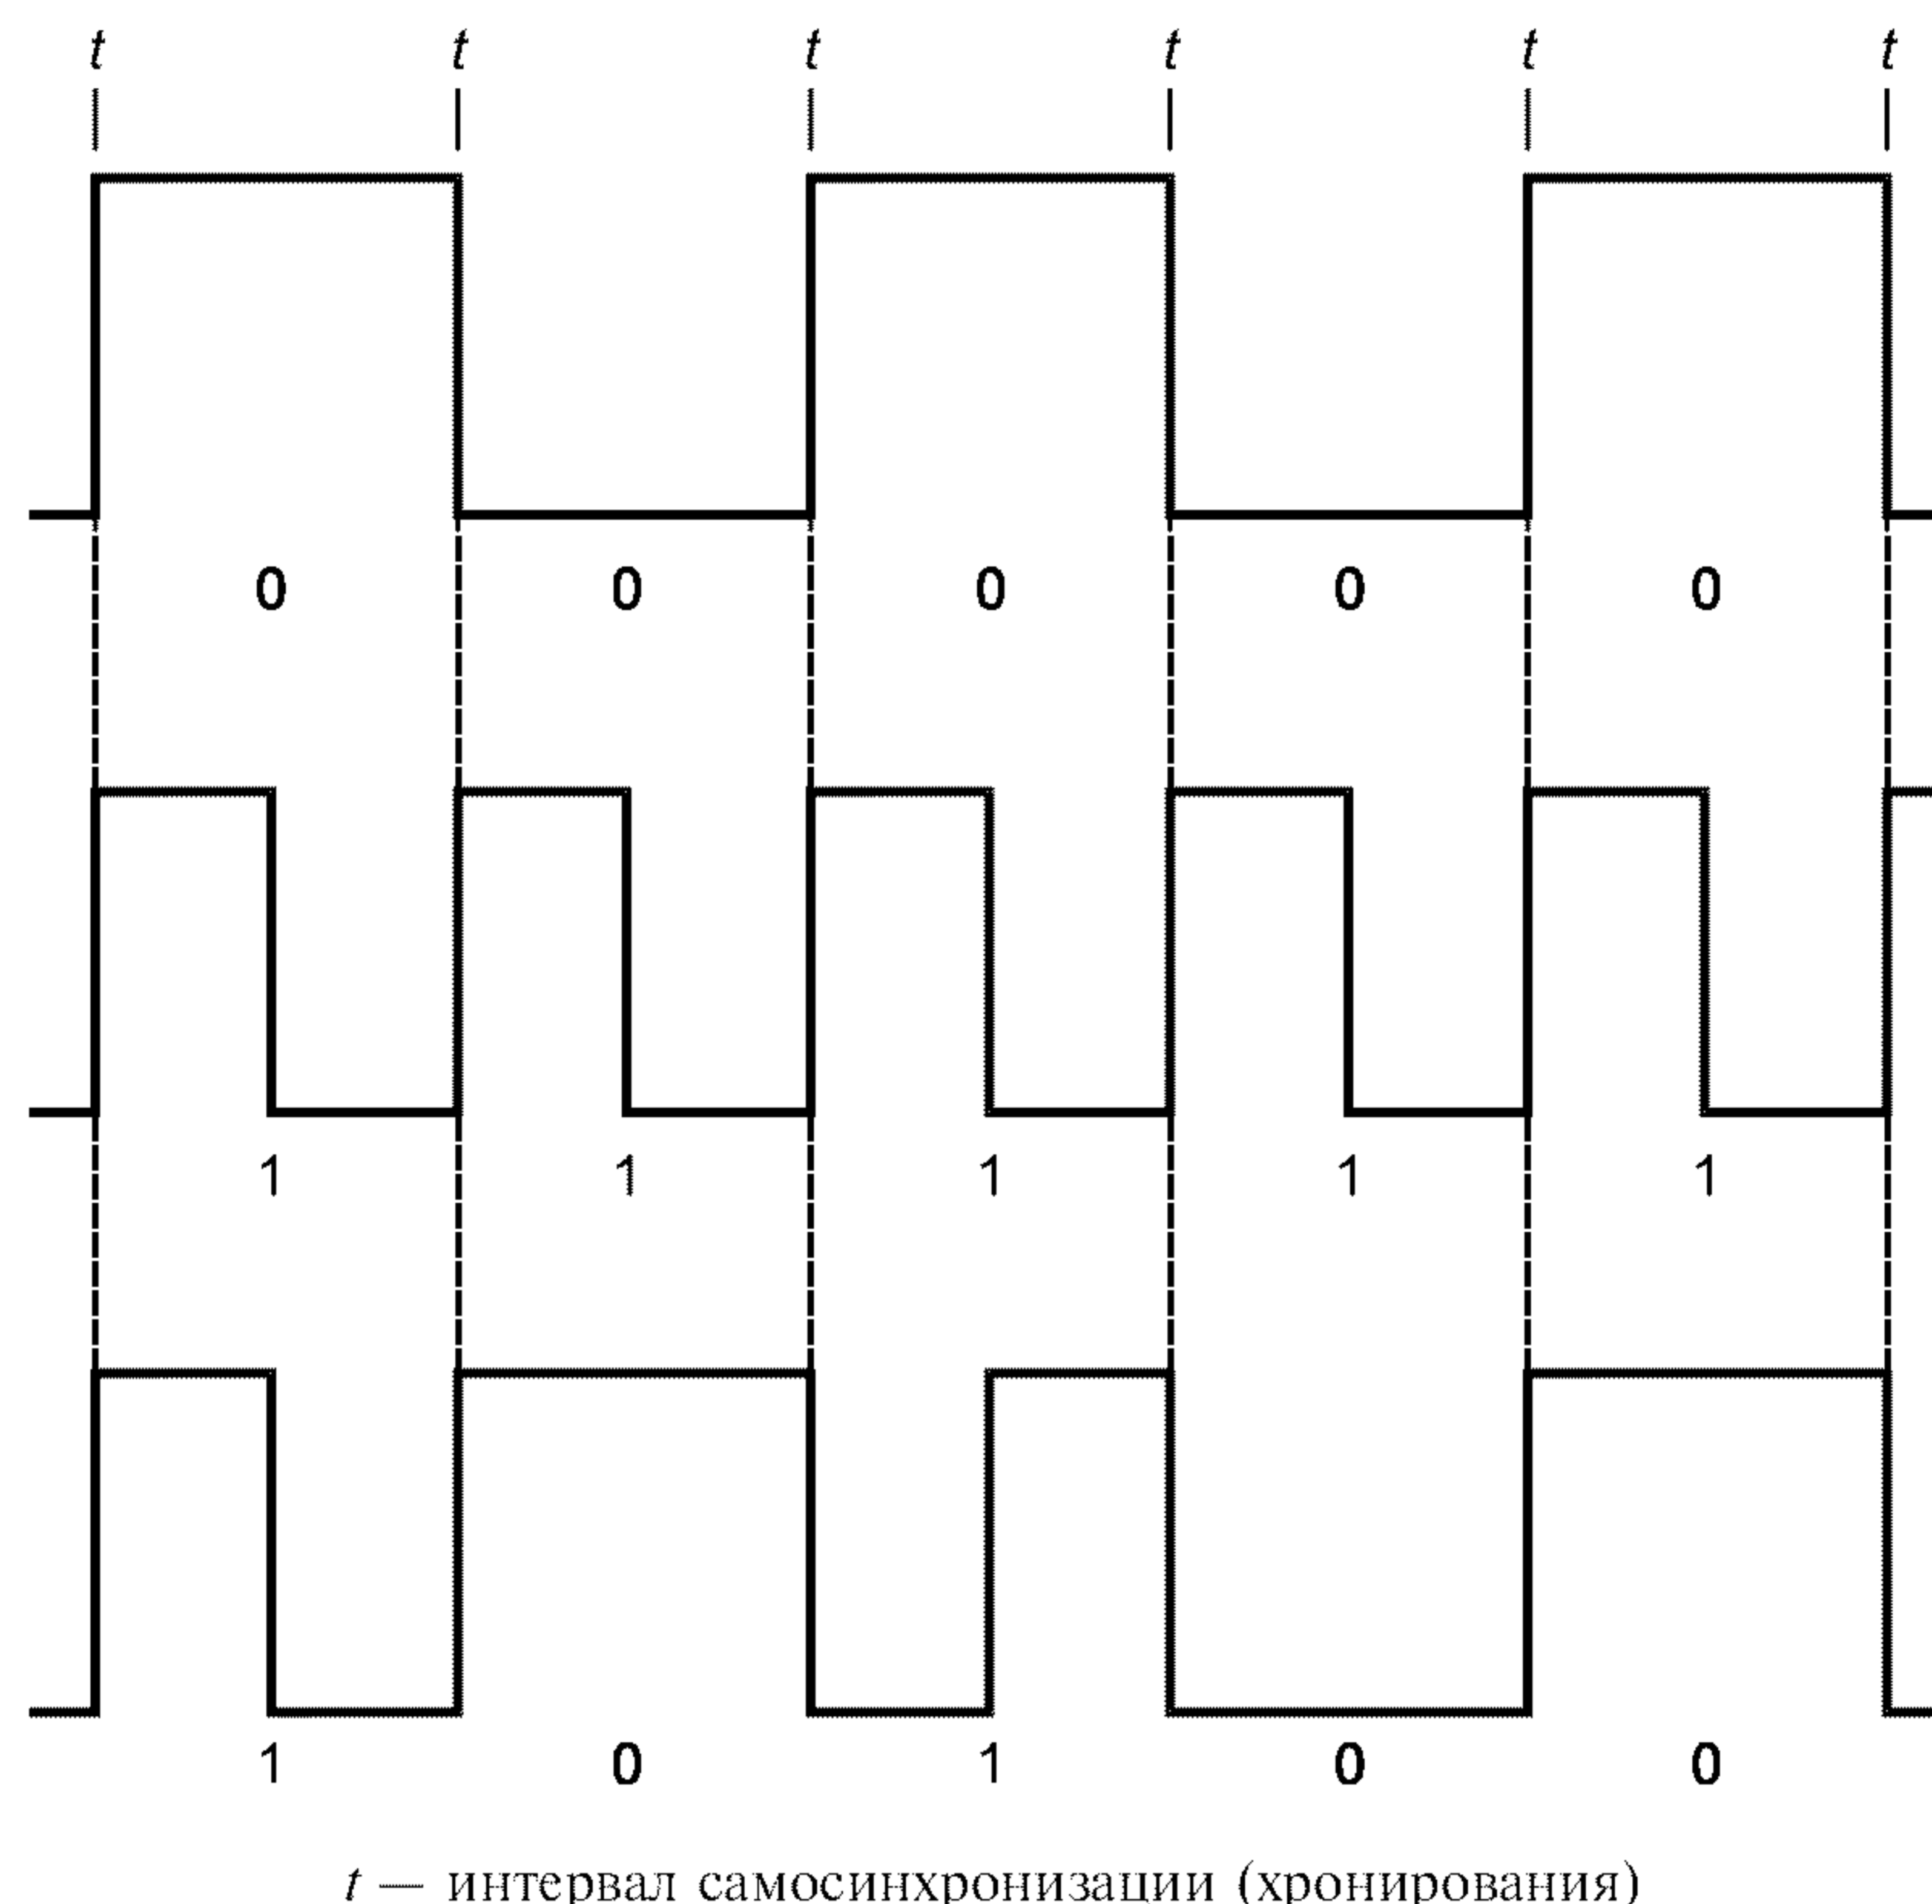 t t t t t t
0 0 0 0 0
1 1 1 1 1
1 0 1 0 0
t — интервал самосинхронизации (хронирования)